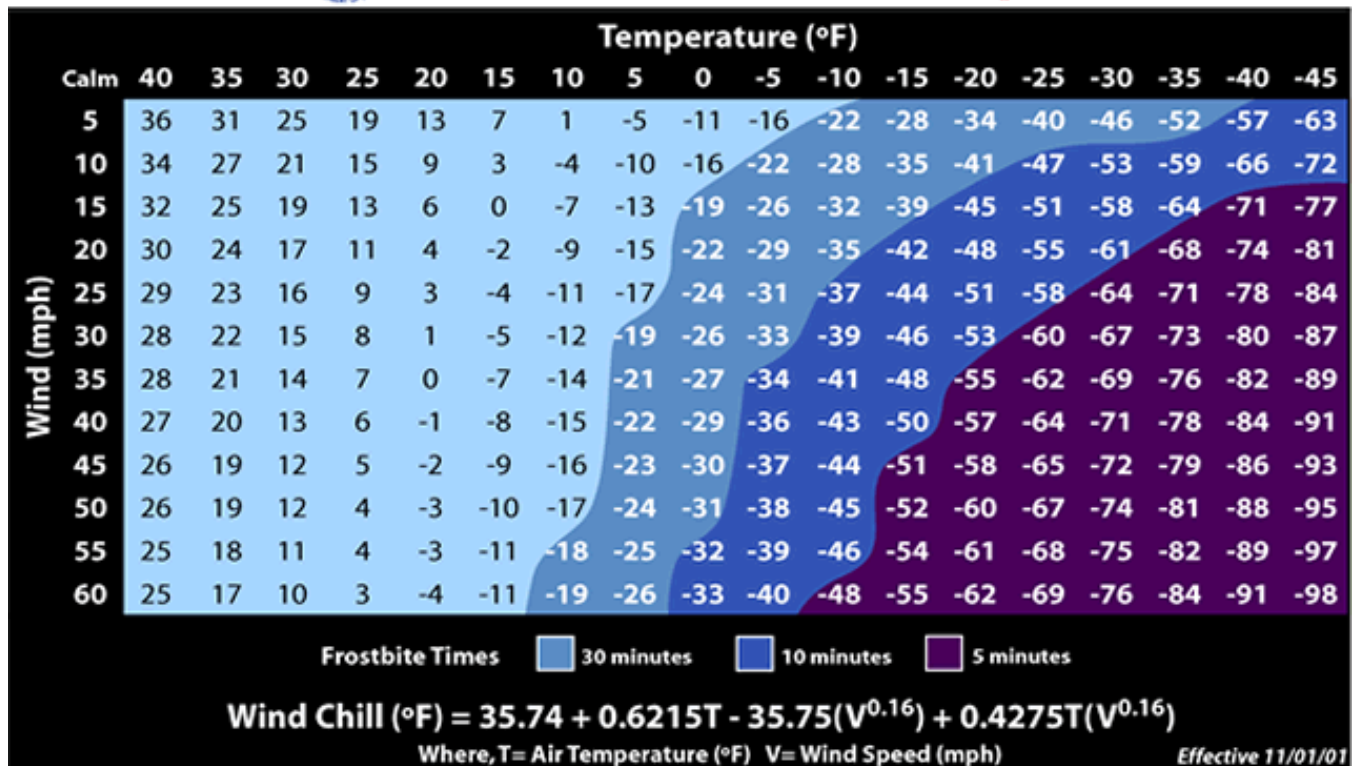 Temperature (ºF)
Calm 40 35 30 25 20 15 10 5 0 -5 -10 -15 -20 -25 -30 -35 -40 -45
Wind (mph)
5 36 31 25 19 13 7 1 -5 -11 -16 -22 -28 -34 -40 -46 -52 -57 -63
10 34 27 21 15 9 3 -4 -10 -16 -22 -28 -35 -41 -47 -53 -59 -66 -72
15 32 25 19 13 6 0 -7 -13 -19 -26 -32 -39 -45 -51 -58 -64 -71 -77
20 30 24 17 11 4 -2 -9 -15 -22 -29 -35 -42 -48 -55 -61 -68 -74 -81
25 29 23 16 9 3 -4 -11 -17 -24 -31 -37 -44 -51 -58 -64 -71 -78 -84
30 28 22 15 8 1 -5 -12 -19 -26 -33 -39 -46 -53 -60 -67 -73 -80 -87
35 28 21 14 7 0 -7 -14 -21 -27 -34 -41 -48 -55 -62 -69 -76 -82 -89
40 27 20 13 6 -1 -8 -15 -22 -29 -36 -43 -50 -57 -64 -71 -78 -84 -91
45 26 19 12 5 -2 -9 -16 -23 -30 -37 -44 -51 -58 -65 -72 -79 -86 -93
50 26 19 12 4 -3 -10 -17 -24 -31 -38 -45 -52 -60 -67 -74 -81 -88 -95
55 25 18 11 4 -3 -11 -18 -25 -32 -39 -46 -54 -61 -68 -75 -82 -89 -97
60 25 17 10 3 -4 -11 -19 -26 -33 -40 -48 -55 -62 -69 -76 -84 -91 -98
Frostbite Times 30 minutes 10 minutes 5 minutes
Wind Chill (ºF) = 35.74 + 0.6215T - 35.75(V^0.16) + 0.4275T(V^0.16)
Where, T= Air Temperature (ºF) V= Wind Speed (mph) Effective 11/01/01